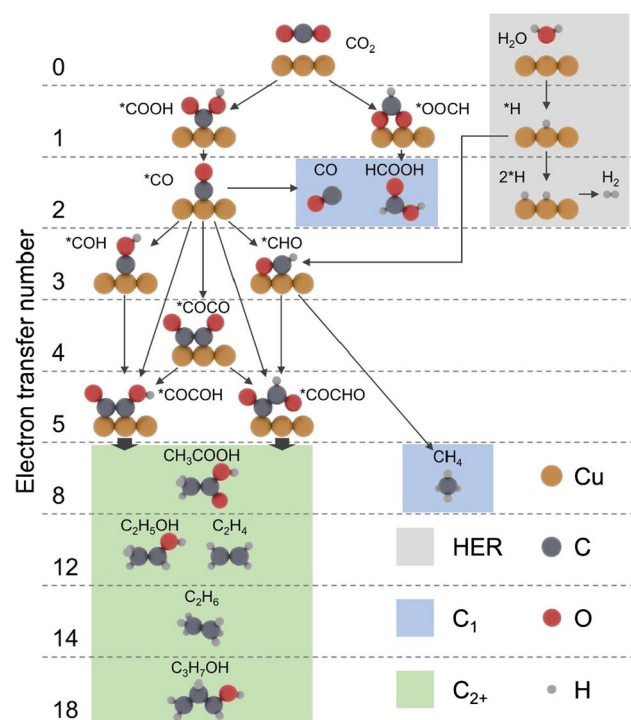 CO₂
H₂O
0
*COOH
*OOCH
*H
1
*CO
CO
HCOOH
2*H
H₂
2
*COH
*CHO
3
*COCO
4
*COCOH
*COCHO
5
CH₃COOH
CH₄
Cu
8
C₂H₅OH
C₂H₄
HER
C
12
C₂H₆
C₁
O
14
C₃H₇OH
C₂₊
H
18
Electron transfer number